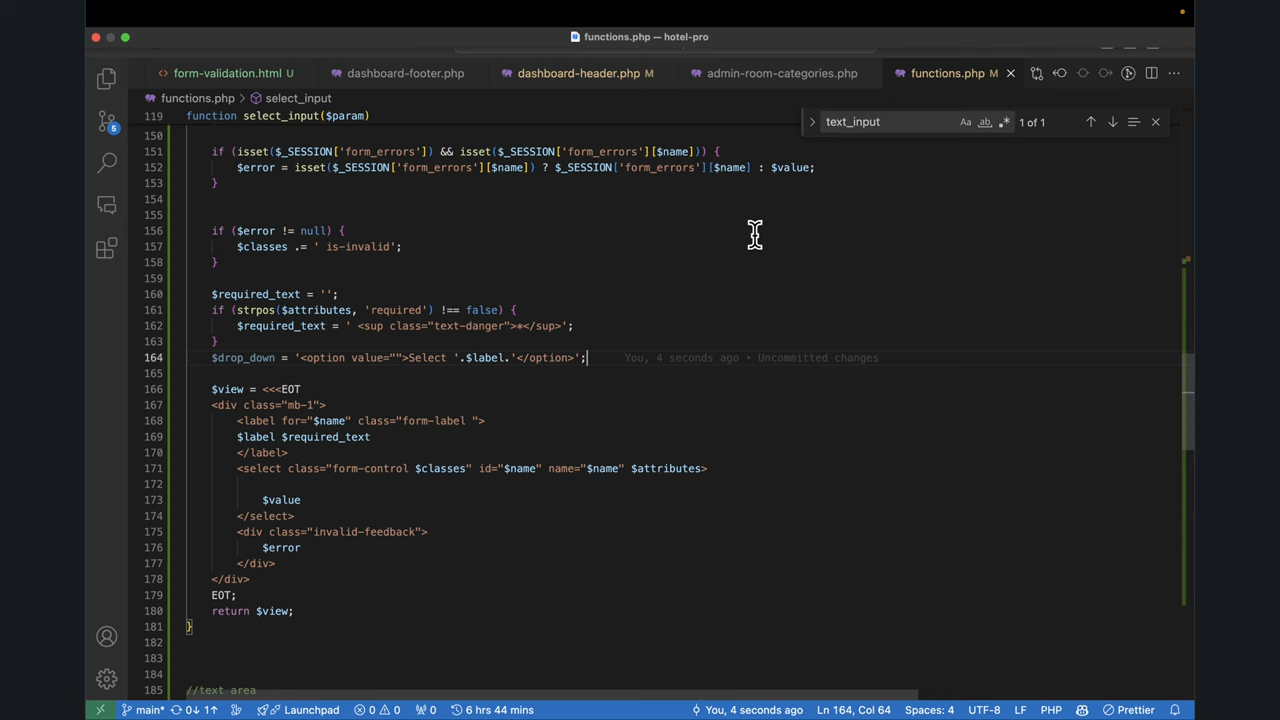 functions.php — hotel-pro
form-validation.html U
dashboard-footer.php
dashboard-header.php M
admin-room-categories.php
functions.php M
functions.php > select_input
119 function select_input($param)
text_input
Aa ab .*
1 of 1
150
151 if (isset($_SESSION['form_errors']) && isset($_SESSION['form_errors'][$name])) {
152 $error = isset($_SESSION['form_errors'][$name]) ? $_SESSION['form_errors'][$name] : $value;
153 }
154
155
156 if ($error != null) {
157 $classes .= ' is-invalid';
158 }
159
160 $required_text = '';
161 if (strpos($attributes, 'required') !== false) {
162 $required_text = ' <sup class="text-danger">*</sup>';
163 }
164 $drop_down = '<option value="">Select '.$label.'</option>'; You, 4 seconds ago • Uncommitted changes
165
166 $view = <<<EOT
167 <div class="mb-1">
168 <label for="$name" class="form-label ">
169 $label $required_text
170 </label>
171 <select class="form-control $classes" id="$name" name="$name" $attributes>
172
173 $value
174 </select>
175 <div class="invalid-feedback">
176 $error
177 </div>
178 </div>
179 EOT;
180 return $view;
181 }
182
183
184
185 //text area
5
main* 0↓ 1↑ Launchpad 0 0 0 6 hrs 44 mins You, 4 seconds ago Ln 164, Col 64 Spaces: 4 UTF-8 LF PHP Prettier